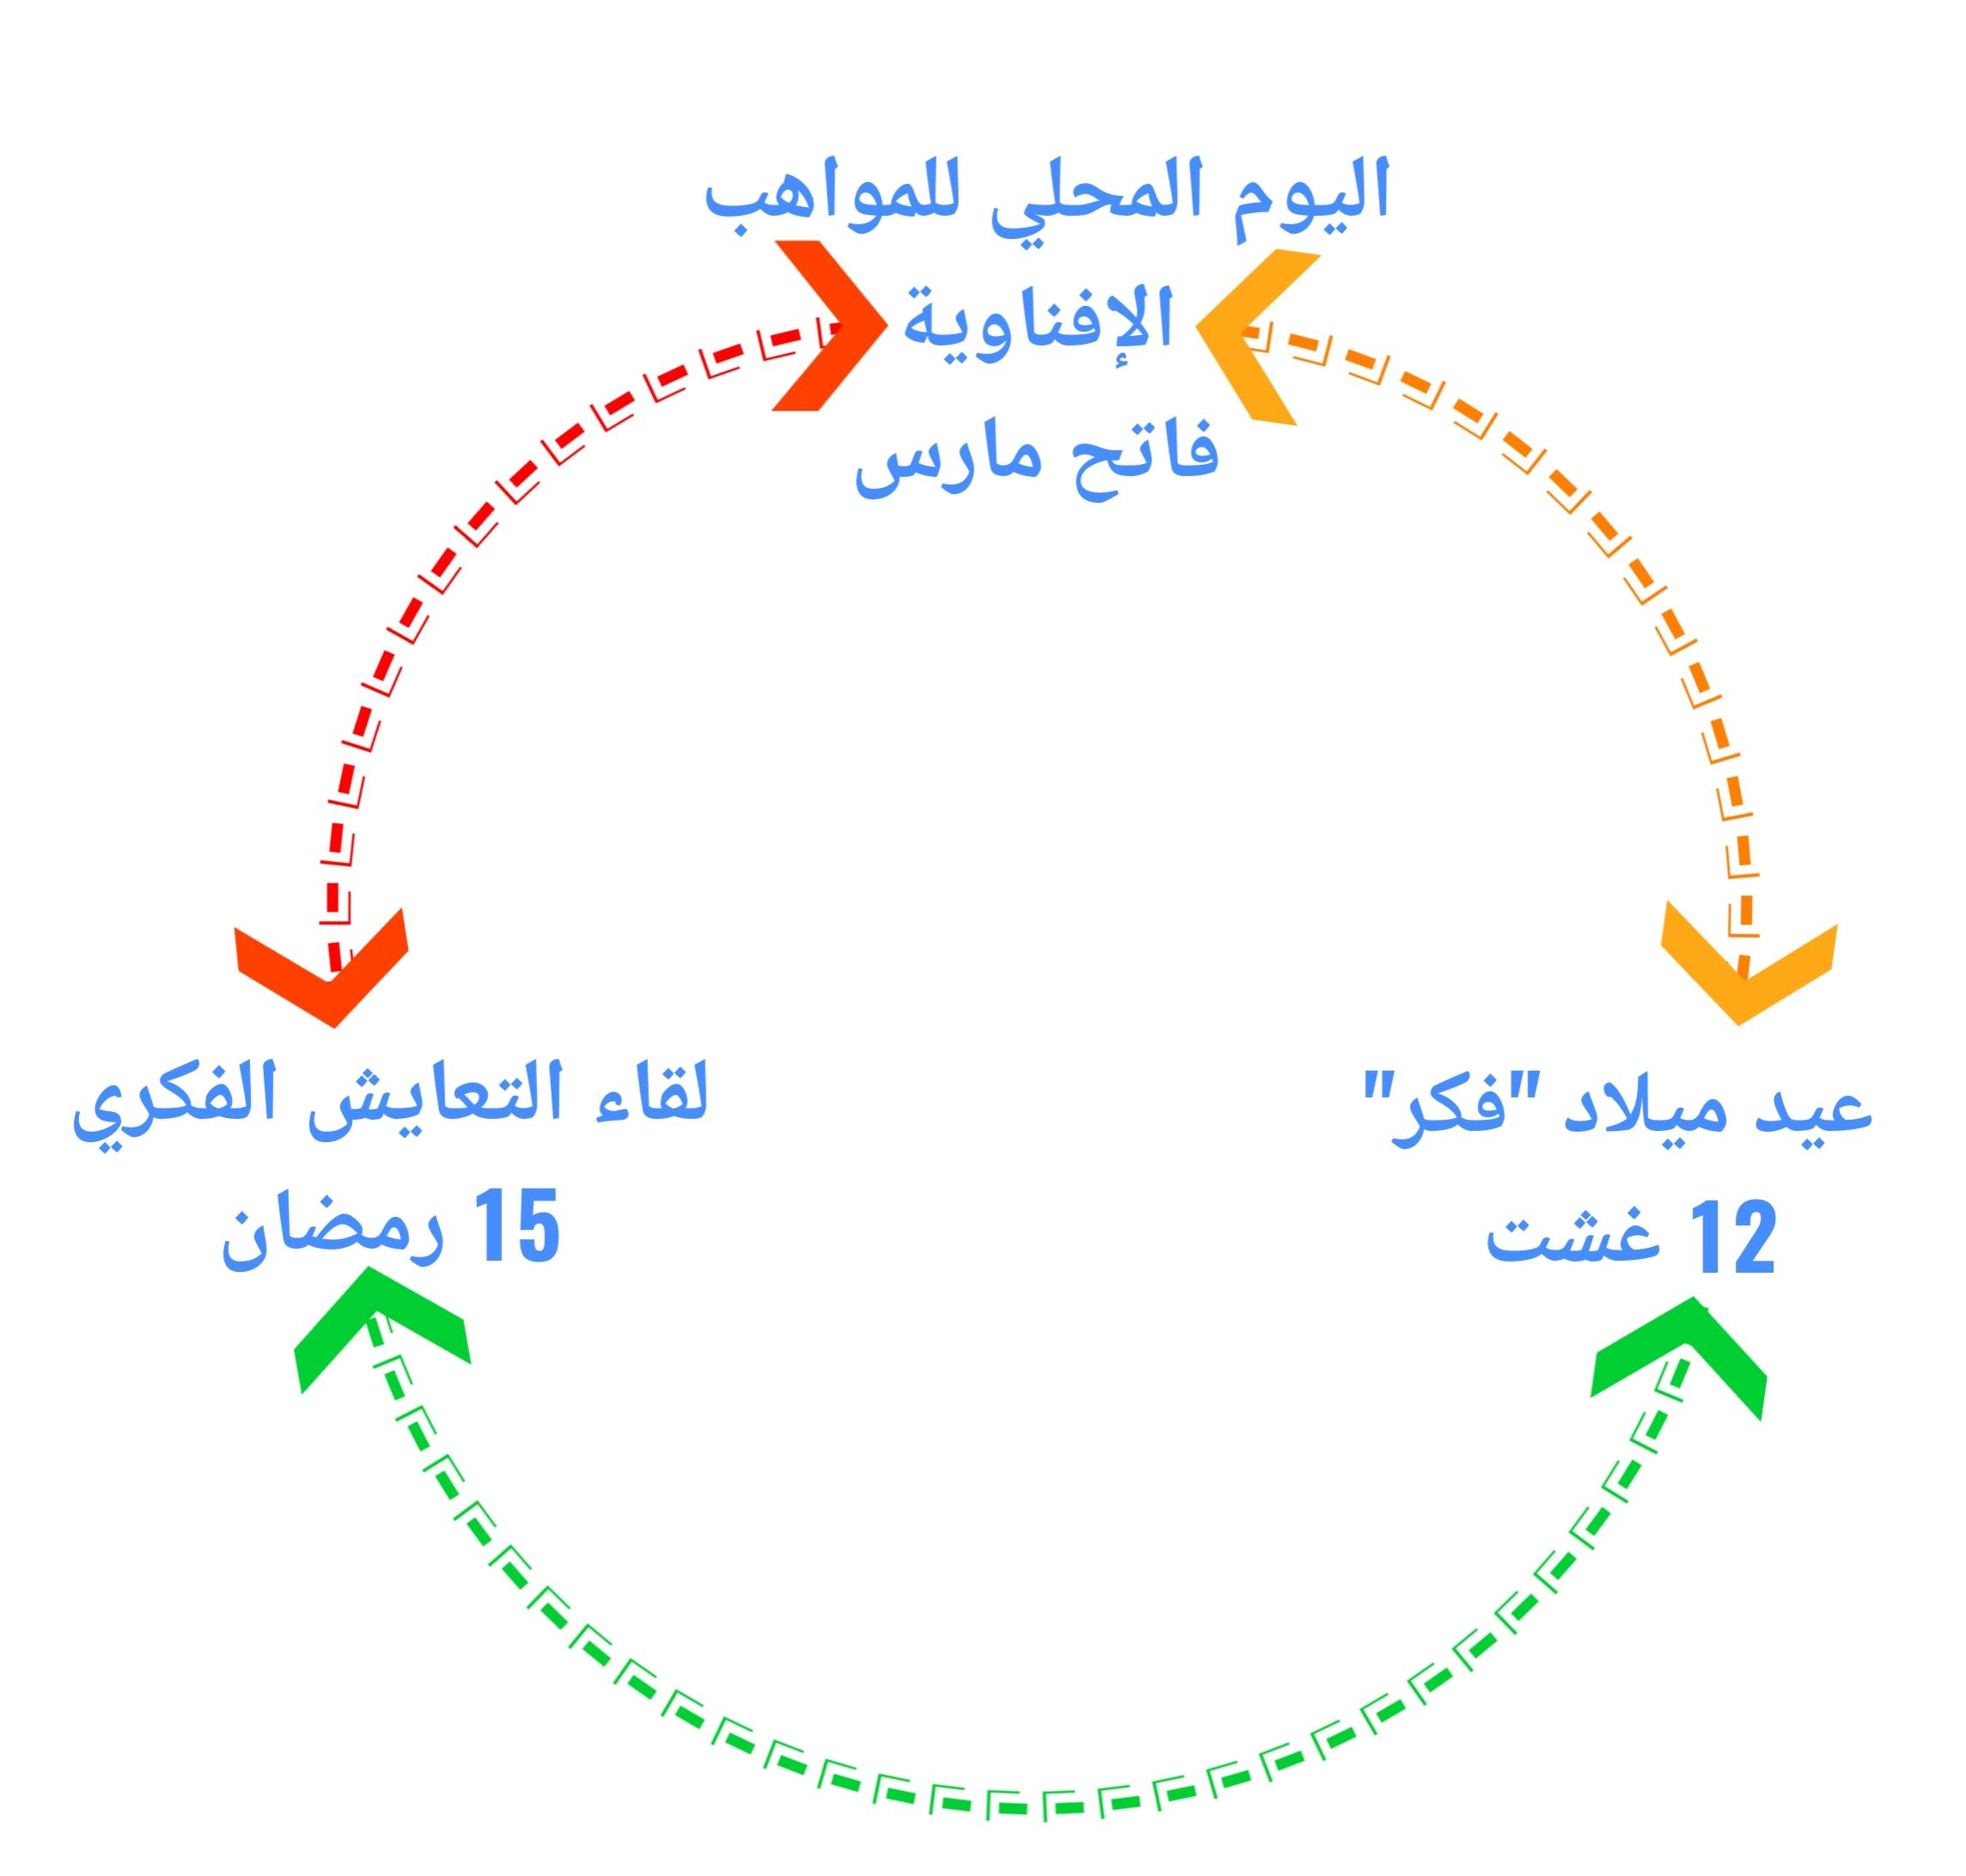 اليوم المحلي للمواهب
الإفناوية
فاتح مارس
عيد ميلاد "فكر"
12 غشت
لقاء التعايش الفكري
15 رمضان